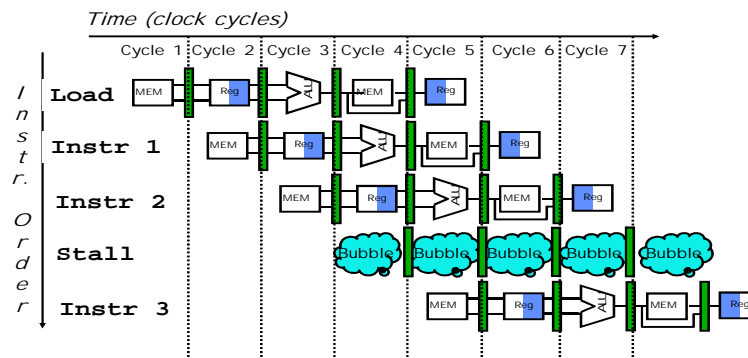 Time (clock cycles)
Cycle 1 Cycle 2 Cycle 3 Cycle 4 Cycle 5 Cycle 6 Cycle 7
Instr. Order
Load MEM Reg ALU MEM Reg
Instr 1 MEM Reg ALU MEM Reg
Instr 2 MEM Reg ALU MEM Reg
Stall Bubble Bubble Bubble Bubble Bubble
Instr 3 MEM Reg ALU MEM Reg